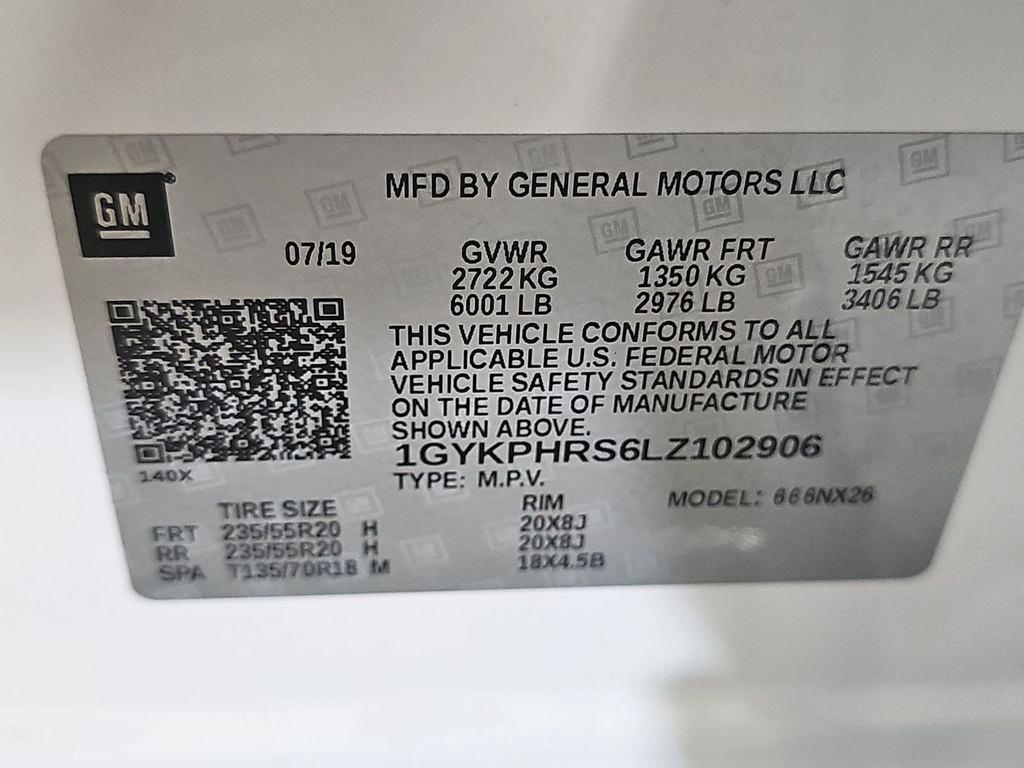 GM
MFD BY GENERAL MOTORS LLC
07/19 GVWR GAWR FRT GAWR RR
2722 KG 1350 KG 1545 KG
6001 LB 2976 LB 3406 LB
THIS VEHICLE CONFORMS TO ALL
APPLICABLE U.S. FEDERAL MOTOR
VEHICLE SAFETY STANDARDS IN EFFECT
ON THE DATE OF MANUFACTURE
SHOWN ABOVE.
1GYKPHRS6LZ102906
140X
TYPE: M.P.V. MODEL: 666NX26
TIRE SIZE RIM
FRT 235/55R20 H 20X8J
RR 235/55R20 H 20X8J
SPA T135/70R18 M 18X4.5B